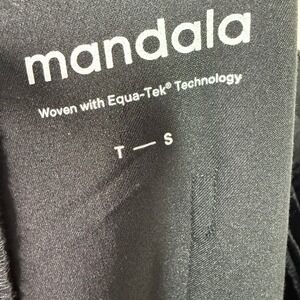 mandala
Woven with Equa-Tek® Technology
T — S